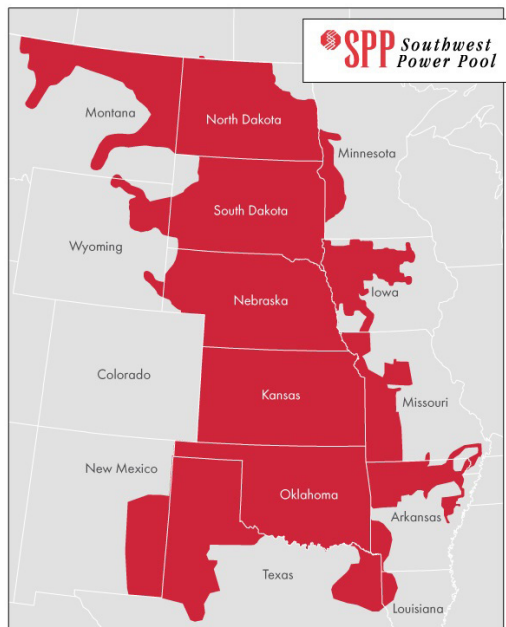 SPP Southwest
Power Pool
Montana
North Dakota
Minnesota
South Dakota
Wyoming
Nebraska
Iowa
Colorado
Kansas
Missouri
New Mexico
Oklahoma
Arkansas
Texas
Louisiana